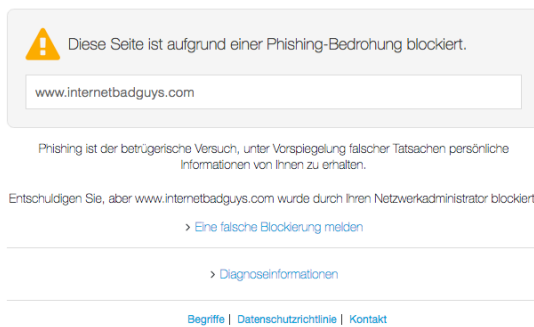 Diese Seite ist aufgrund einer Phishing-Bedrohung blockiert.
www.internetbadguys.com
Phishing ist der betrügerische Versuch, unter Vorspiegelung falscher Tatsachen persönliche
Informationen von Ihnen zu erhalten.
Entschuldigen Sie, aber www.internetbadguys.com wurde durch Ihren Netzwerkadministrator blockiert
> Eine falsche Blockierung melden
> Diagnoseinformationen
Begriffe | Datenschutzrichtlinie | Kontakt